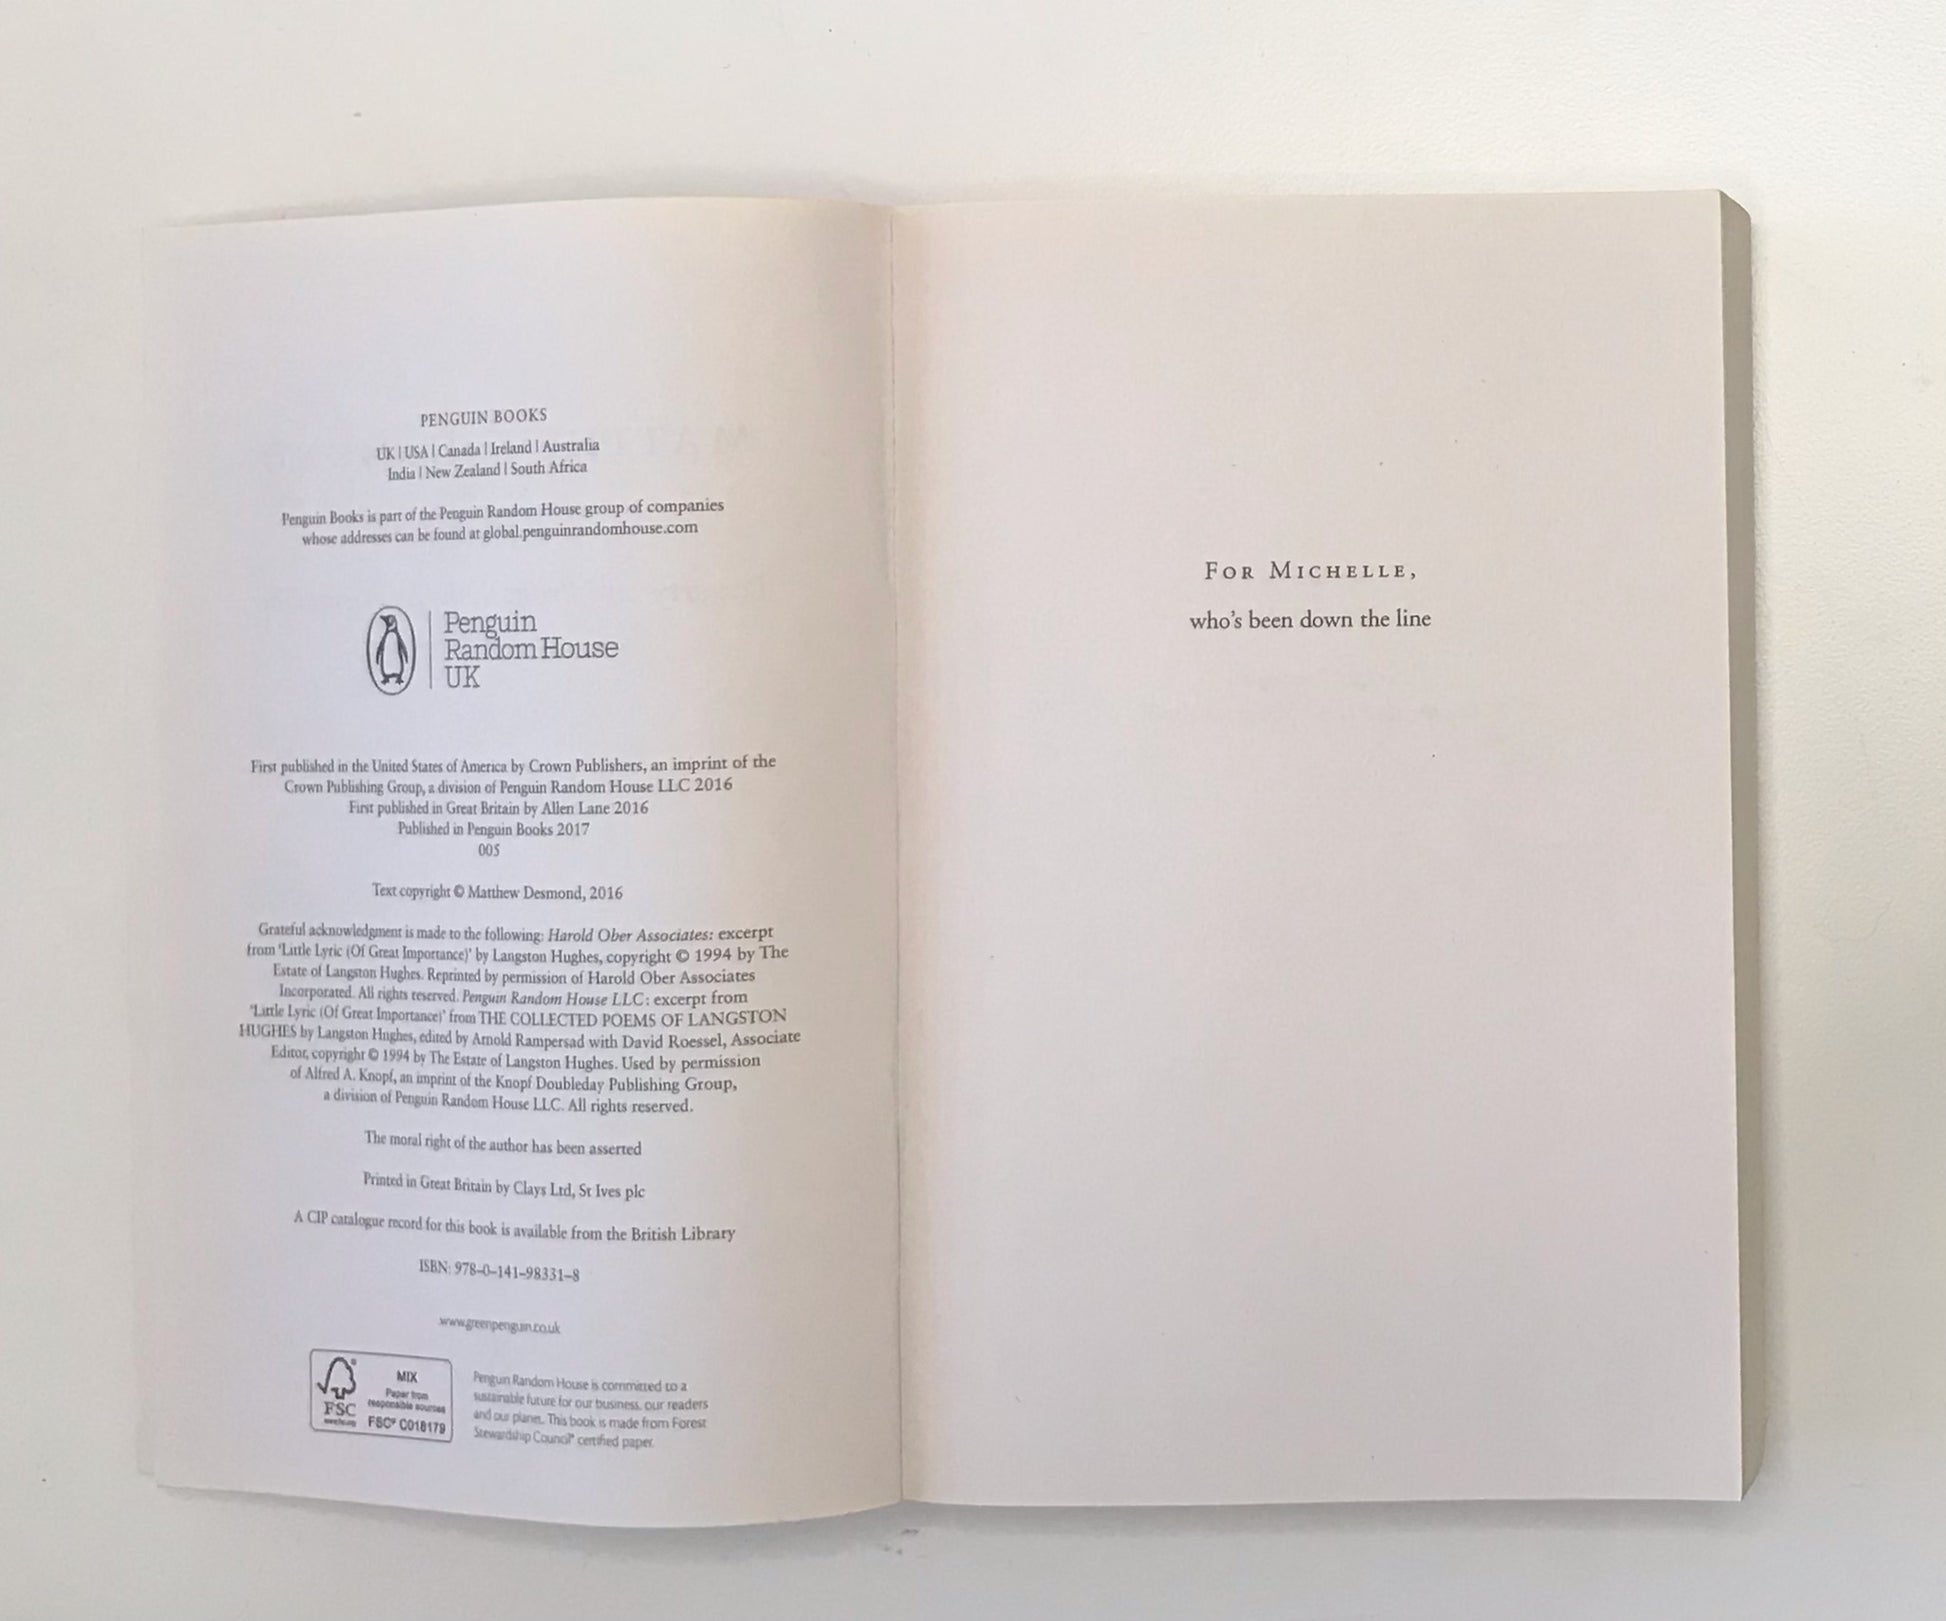 PENGUIN BOOKS
UK | USA | Canada | Ireland | Australia
India | New Zealand | South Africa
Penguin Books is part of the Penguin Random House group of companies
whose addresses can be found at global.penguinrandomhouse.com
Penguin
Random House
UK
First published in the United States of America by Crown Publishers, an imprint of the
Crown Publishing Group, a division of Penguin Random House LLC 2016
First published in Great Britain by Allen Lane 2016
Published in Penguin Books 2017
005
Text copyright © Matthew Desmond, 2016
Grateful acknowledgment is made to the following: Harold Ober Associates: excerpt
from 'Little Lyric (Of Great Importance)' by Langston Hughes, copyright © 1994 by The
Estate of Langston Hughes. Reprinted by permission of Harold Ober Associates
Incorporated. All rights reserved. Penguin Random House LLC: excerpt from
'Little Lyric (Of Great Importance)' from THE COLLECTED POEMS OF LANGSTON
HUGHES by Langston Hughes, edited by Arnold Rampersad with David Roessel, Associate
Editor, copyright © 1994 by The Estate of Langston Hughes. Used by permission
of Alfred A. Knopf, an imprint of the Knopf Doubleday Publishing Group,
a division of Penguin Random House LLC. All rights reserved.
The moral right of the author has been asserted
Printed in Great Britain by Clays Ltd, St Ives plc
A CIP catalogue record for this book is available from the British Library
ISBN: 978–0–141–98331–8
www.greenpenguin.co.uk
FSC
MIX
Paper from
responsible sources
FSC® C018179
Penguin Random House is committed to a
sustainable future for our business, our readers
and our planet. This book is made from Forest
Stewardship Council® certified paper.
FOR MICHELLE,
who's been down the line